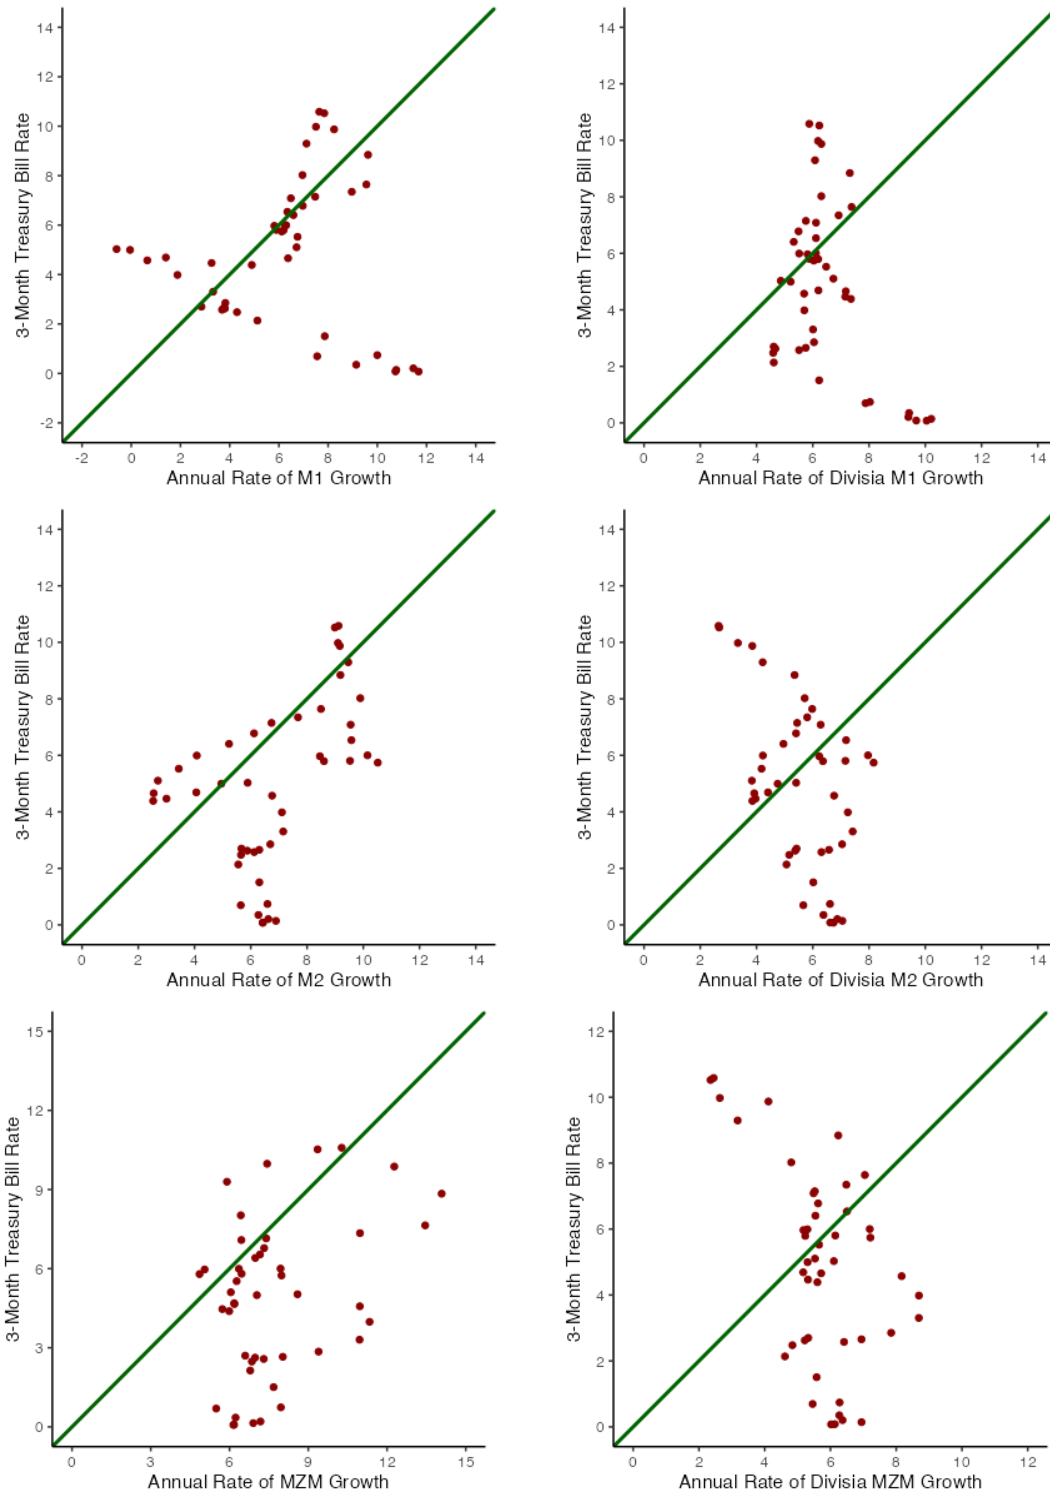 14
12
10
8
6
4
2
0
-2
3-Month Treasury Bill Rate
-2 0 2 4 6 8 10 12 14
Annual Rate of M1 Growth
14
12
10
8
6
4
2
0
3-Month Treasury Bill Rate
0 2 4 6 8 10 12 14
Annual Rate of Divisia M1 Growth
14
12
10
8
6
4
2
0
3-Month Treasury Bill Rate
0 2 4 6 8 10 12 14
Annual Rate of M2 Growth
14
12
10
8
6
4
2
0
3-Month Treasury Bill Rate
0 2 4 6 8 10 12 14
Annual Rate of Divisia M2 Growth
15
12
9
6
3
0
3-Month Treasury Bill Rate
0 3 6 9 12 15
Annual Rate of MZM Growth
12
10
8
6
4
2
0
3-Month Treasury Bill Rate
0 2 4 6 8 10 12
Annual Rate of Divisia MZM Growth